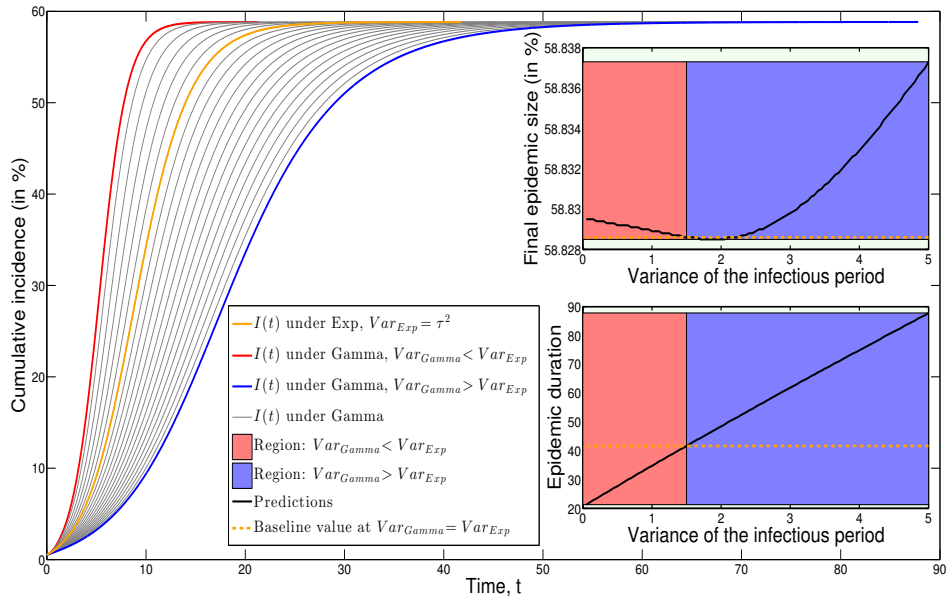 Cumulative incidence (in %)
60
50
40
30
20
10
0
0 10 20 30 40 50 60 70 80 90
Time, t
I(t) under Exp, Var_Exp = τ²
I(t) under Gamma, Var_Gamma < Var_Exp
I(t) under Gamma, Var_Gamma > Var_Exp
I(t) under Gamma
Region: Var_Gamma < Var_Exp
Region: Var_Gamma > Var_Exp
Predictions
Baseline value at Var_Gamma = Var_Exp
Final epidemic size (in %)
58.838
58.836
58.834
58.832
58.83
58.828
0 1 2 3 4 5
Variance of the infectious period
Epidemic duration
90
80
70
60
50
40
30
20
0 1 2 3 4 5
Variance of the infectious period